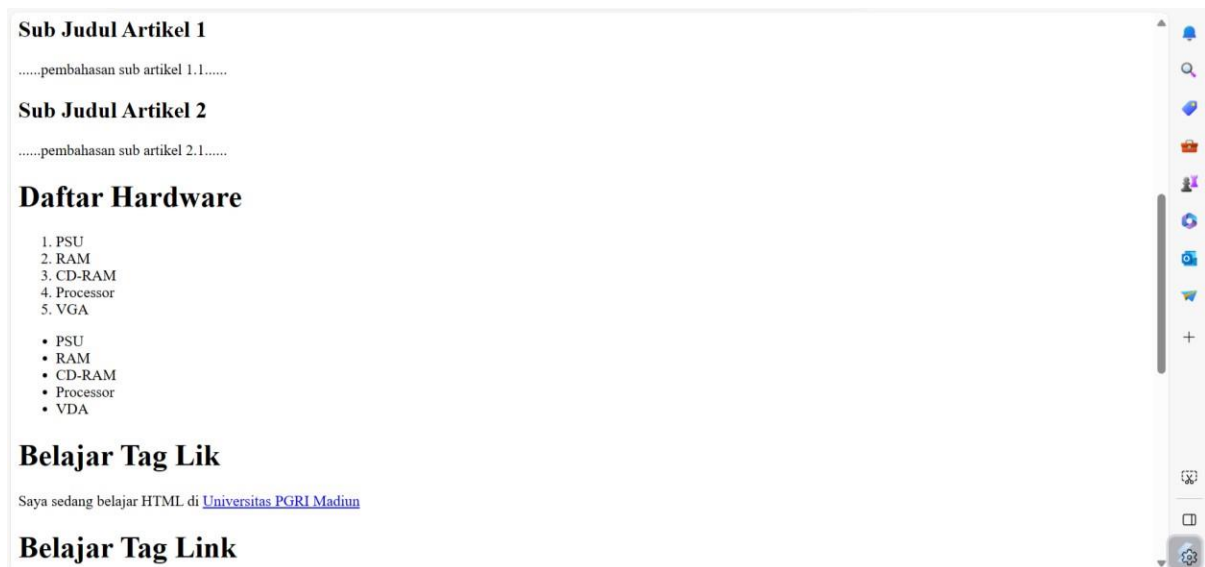 Sub Judul Artikel 1
......pembahasan sub artikel 1.1......
Sub Judul Artikel 2
......pembahasan sub artikel 2.1......
Daftar Hardware
1. PSU
2. RAM
3. CD-RAM
4. Processor
5. VGA
• PSU
• RAM
• CD-RAM
• Processor
• VDA
Belajar Tag Lik
Saya sedang belajar HTML di Universitas PGRI Madiun
Belajar Tag Link